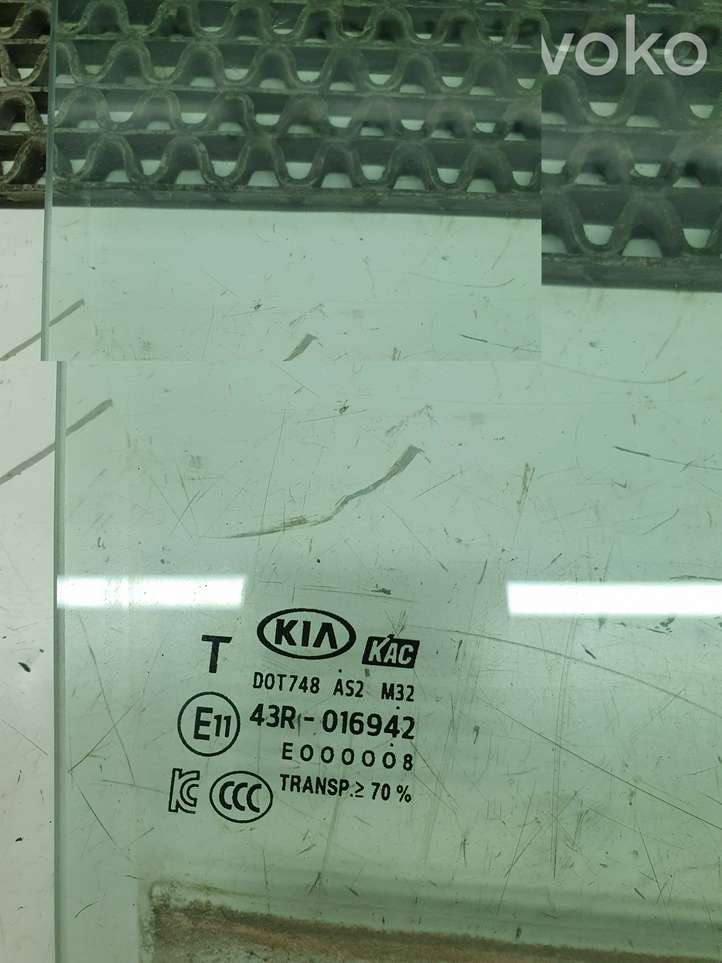 voko
KIA KAC
T
DOT748 AS2 M32
E11 43R-016942
E000008
KC CCC TRANSP.≥ 70 %